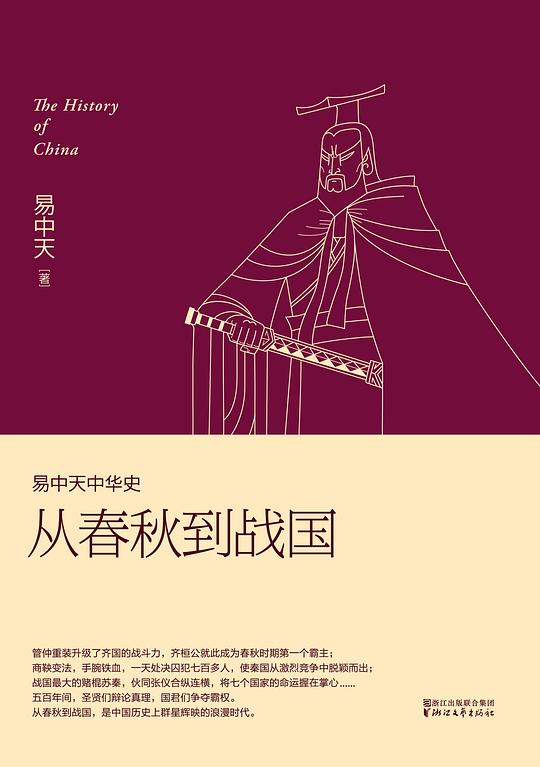 The History
of
China
易中天
［著］
易中天中华史
从春秋到战国
管仲重装升级了齐国的战斗力，齐桓公就此成为春秋时期第一个霸主；
商鞅变法，手腕铁血，一天处决囚犯七百多人，使秦国从激烈竞争中脱颖而出；
战国最大的赌棍苏秦，伙同张仪合纵连横，将七个国家的命运握在掌心……
五百年间，圣贤们辩论真理，国君们争夺霸权。
从春秋到战国，是中国历史上群星辉映的浪漫时代。
浙江出版联合集团
浙江文艺出版社